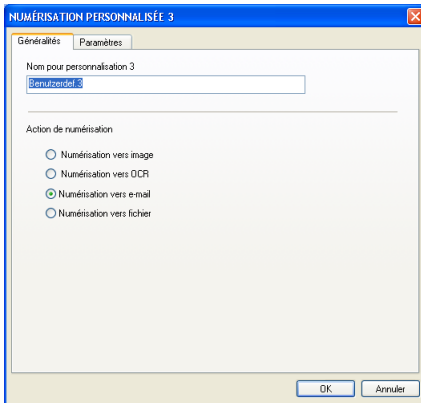 NUMÉRISATION PERSONNALISÉE 3
Généralités Paramètres
Nom pour personnalisation 3
Benutzerdef.3
Action de numérisation
Numérisation vers image
Numérisation vers OCR
Numérisation vers e-mail
Numérisation vers fichier
OK Annuler